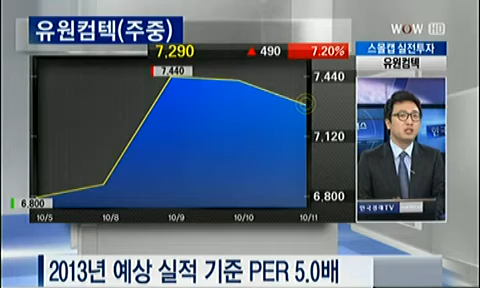 유원컴텍(주중)
WOW HD
7,290 ▲ 490 7.20%
스몰캡 실전투자
유원컴텍
7,440
7,440
7,120
6,800
6,800
10/5 10/8 10/9 10/10 10/11
한국경제TV
2013년 예상 실적 기준 PER 5.0배